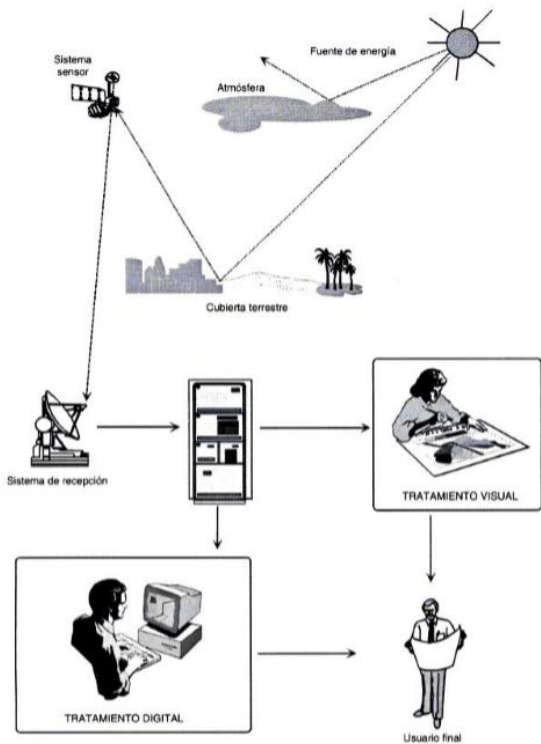 Fuente de energía
Sistema
sensor
Atmósfera
Cubierta terrestre
Sistema de recepción
TRATAMIENTO VISUAL
TRATAMIENTO DIGITAL
Usuario final